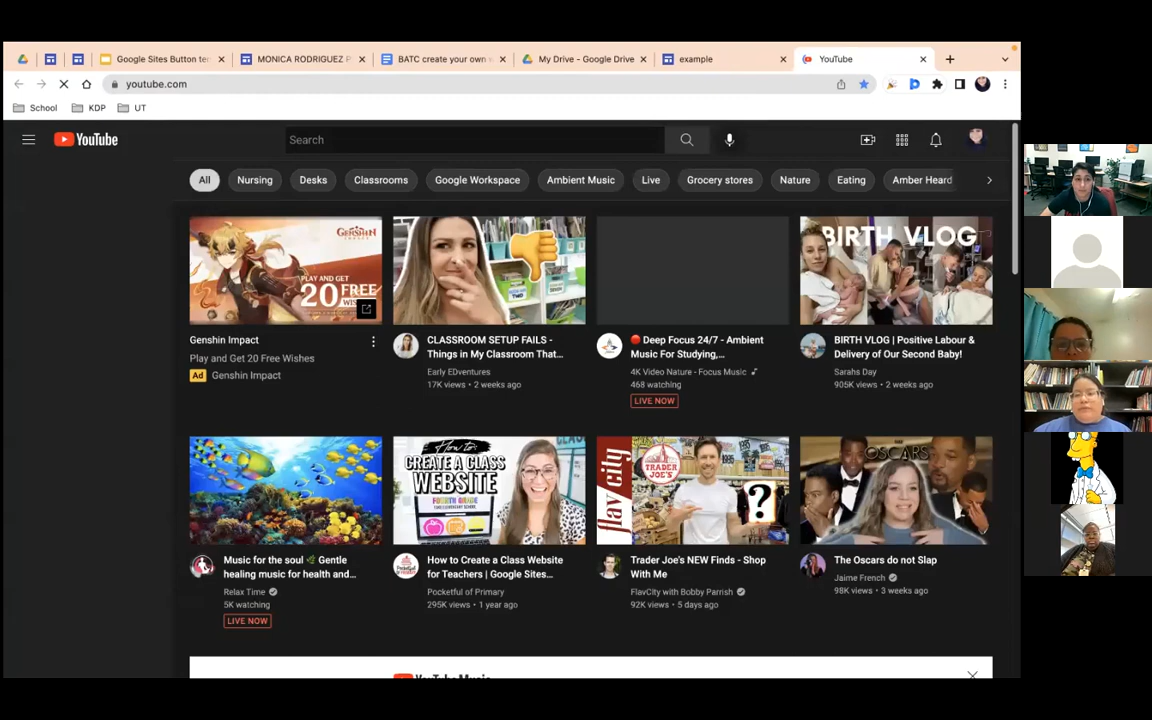 Google Sites Button te
MONICA RODRIGUEZ P
BATC create your own
My Drive - Google Drive
example
YouTube
youtube.com
School
KDP
UT
YouTube
Search
All
Nursing
Desks
Classrooms
Google Workspace
Ambient Music
Live
Grocery stores
Nature
Eating
Amber Heard
GENSHIN
IMPACT
PLAY AND GET
20 FREE
BIRTH VLOG
Genshin Impact
Play and Get 20 Free Wishes
Ad Genshin Impact
CLASSROOM SETUP FAILS -
Things in My Classroom That...
Early EDventures
17K views • 2 weeks ago
Deep Focus 24/7 - Ambient
Music For Studying,...
4K Video Nature - Focus Music
468 watching
LIVE NOW
BIRTH VLOG | Positive Labour &
Delivery of Our Second Baby!
Sarahs Day
905K views • 2 weeks ago
How to:
CREATE A CLASS
WEBSITE
FOURTH GRADE
flav city
TRADER
JOE'S
?
OSCARS
Music for the soul 🌿 Gentle
healing music for health and...
Relax Time
5K watching
LIVE NOW
How to Create a Class Website
for Teachers | Google Sites...
Pocketful of Primary
295K views • 1 year ago
Trader Joe's NEW Finds - Shop
With Me
FlavCity with Bobby Parrish
92K views • 5 days ago
The Oscars do not Slap
Jaime French
98K views • 3 weeks ago
YouTube Music